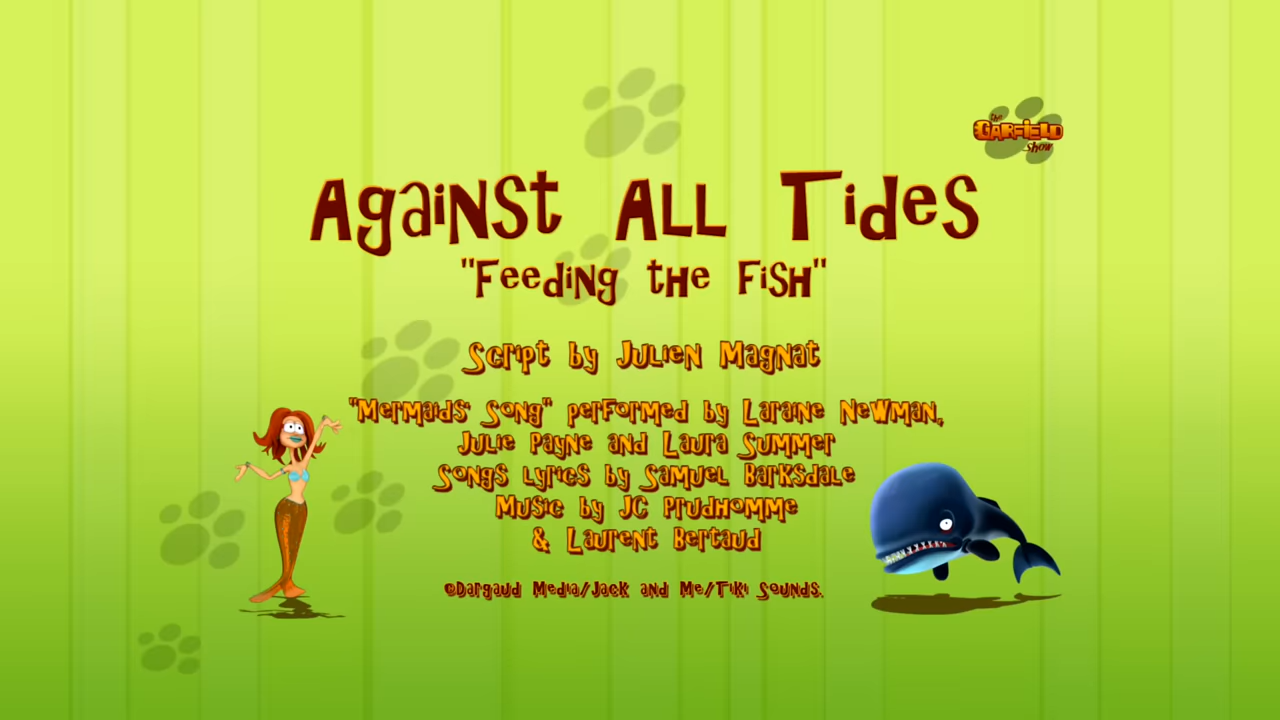 the
GARFIELD
show
Against All Tides
"Feeding the Fish"
Script by Julien Magnat
"Mermaids' Song" performed by Laraine Newman,
Julie Payne and Laura Summer
Songs lyrics by Samuel Barksdale
Music by JC Prudhomme
& Laurent Bertaud
©Dargaud Media/Jack and Me/Tiki Sounds.